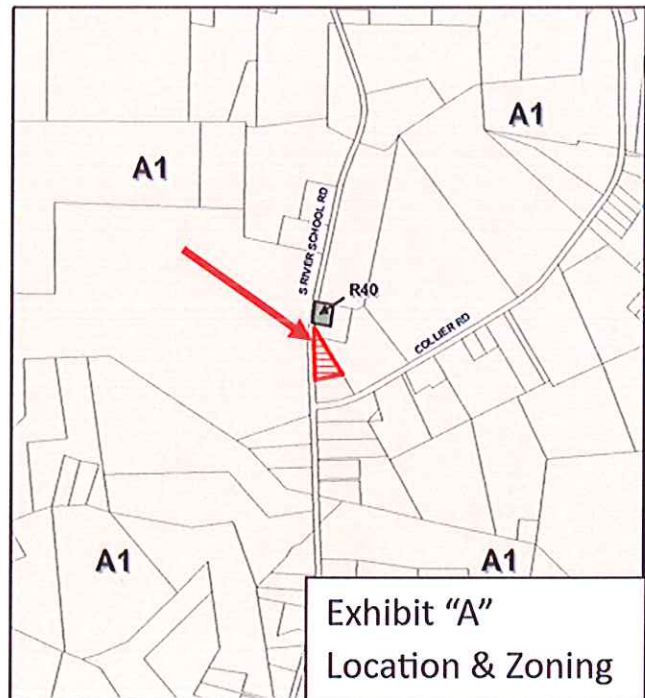 A1
A1
S RIVER SCHOOL RD
R40
COLLIER RD
A1
A1
Exhibit “A”
Location & Zoning